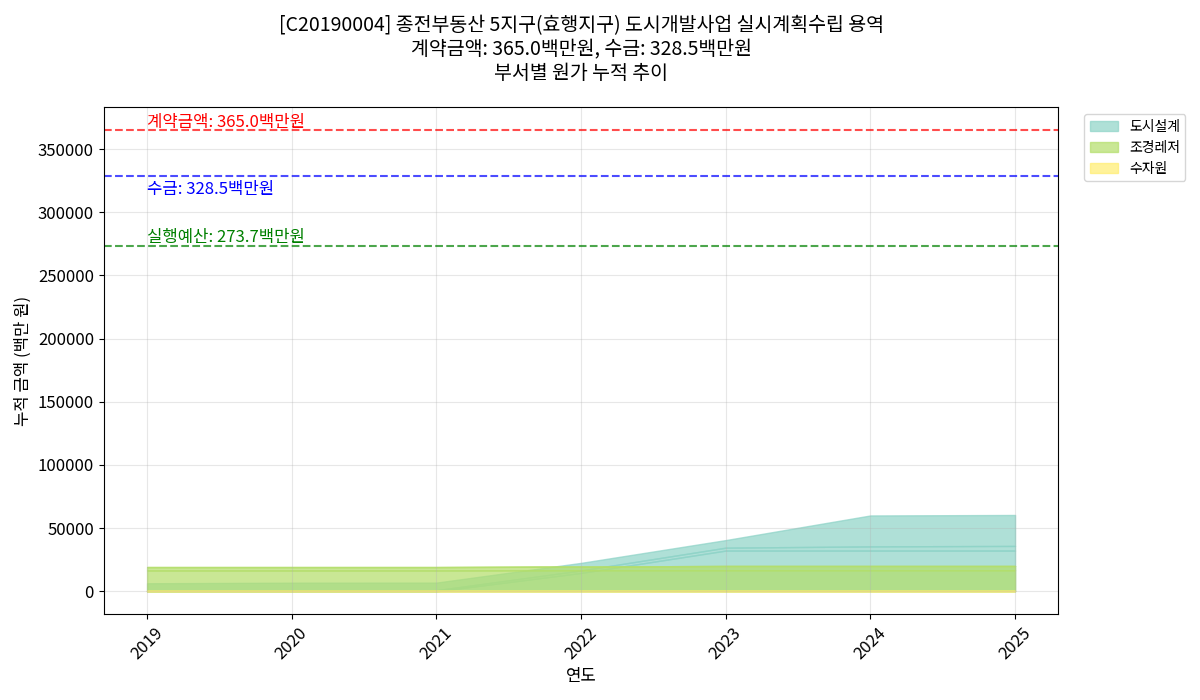 [C20190004] 종전부동산 5지구(효행지구) 도시개발사업 실시계획수립 용역
계약금액: 365.0백만원, 수금: 328.5백만원
부서별 원가 누적 추이
계약금액: 365.0백만원
수금: 328.5백만원
실행예산: 273.7백만원
도시설계
조경레저
수자원
누적 금액 (백만 원)
350000
300000
250000
200000
150000
100000
50000
0
2019
2020
2021
2022
2023
2024
2025
연도